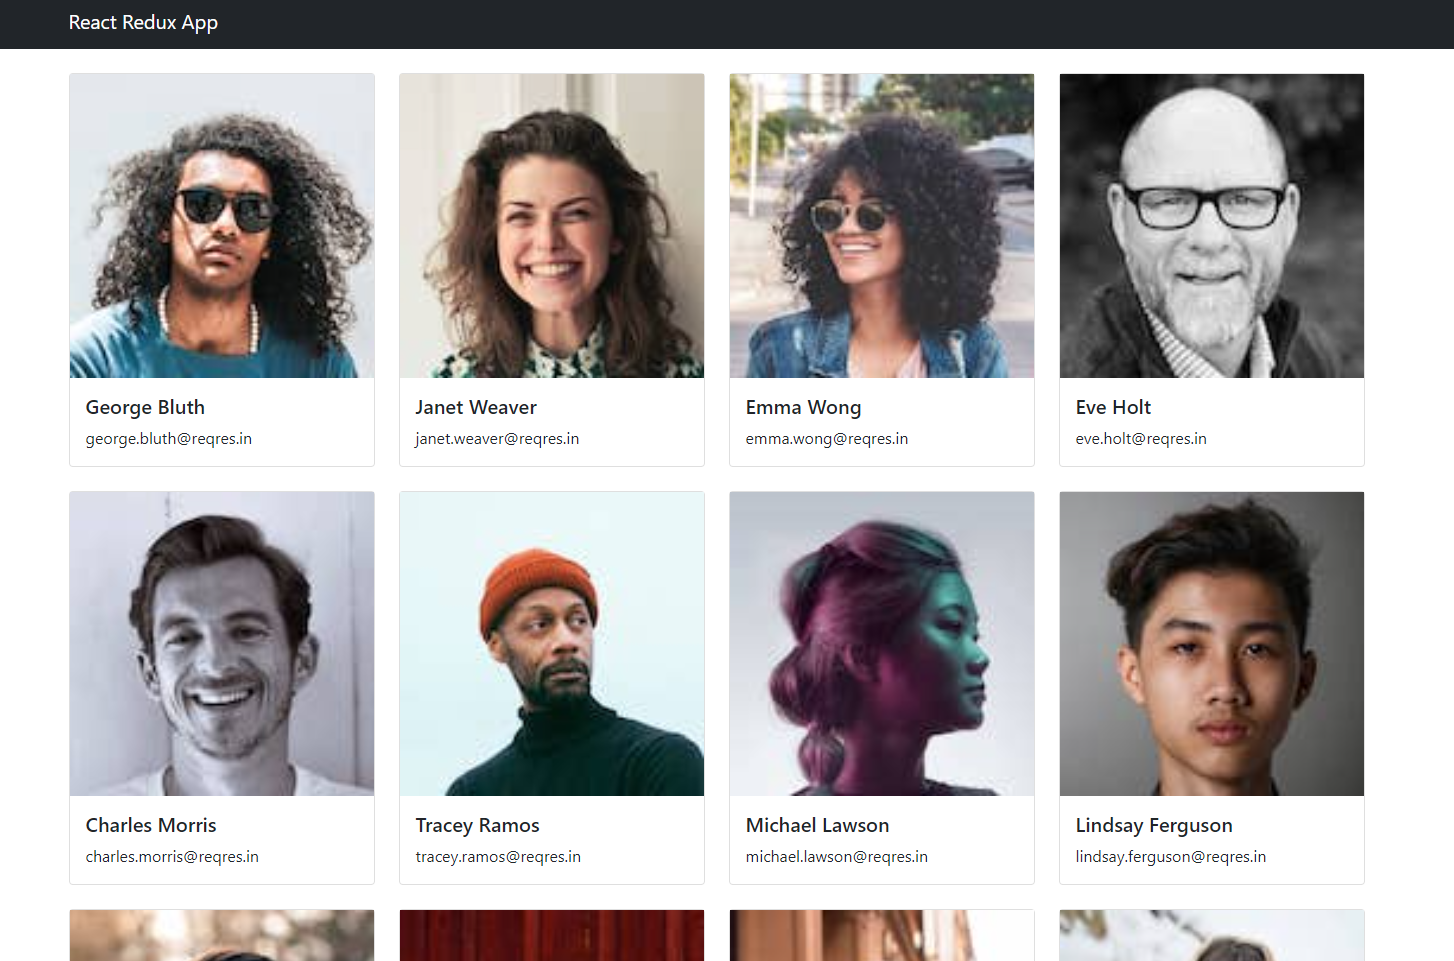 React Redux App
George Bluth
george.bluth@reqres.in
Janet Weaver
janet.weaver@reqres.in
Emma Wong
emma.wong@reqres.in
Eve Holt
eve.holt@reqres.in
Charles Morris
charles.morris@reqres.in
Tracey Ramos
tracey.ramos@reqres.in
Michael Lawson
michael.lawson@reqres.in
Lindsay Ferguson
lindsay.ferguson@reqres.in